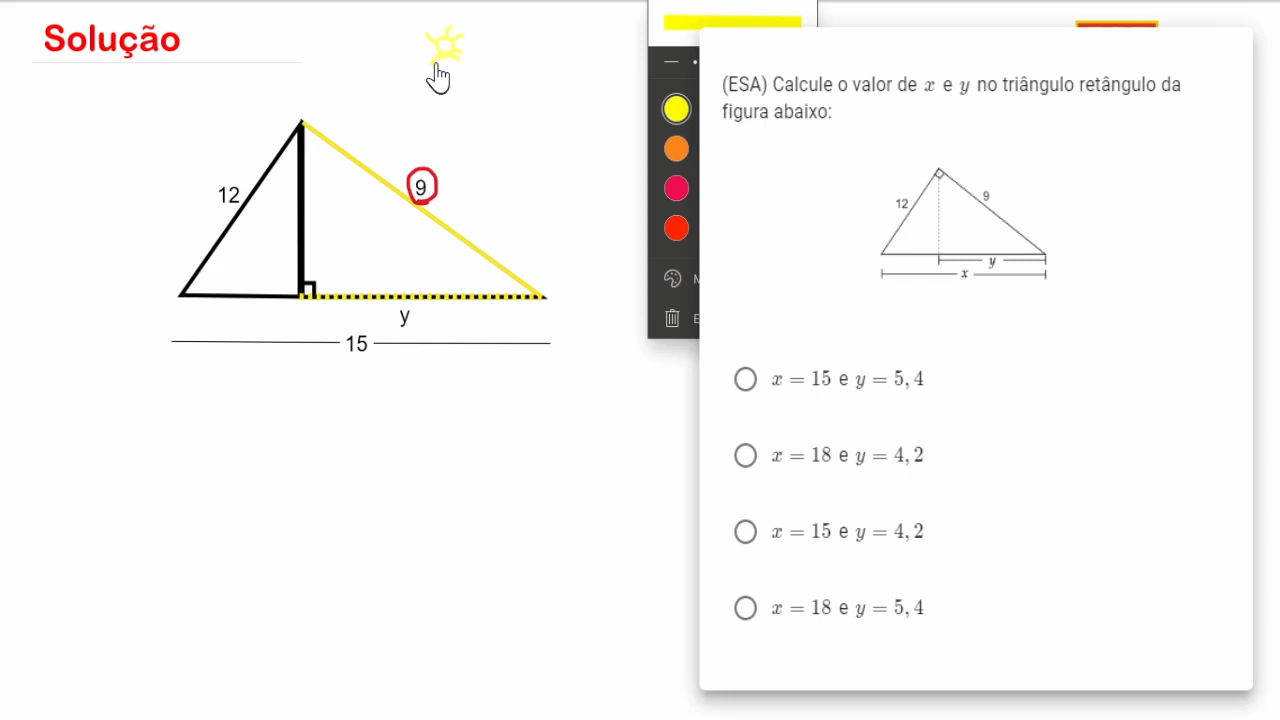 Solução
12
9
y
15
M
E
(ESA) Calcule o valor de x e y no triângulo retângulo da
figura abaixo:
12
9
y
x
x = 15 e y = 5, 4
x = 18 e y = 4, 2
x = 15 e y = 4, 2
x = 18 e y = 5, 4